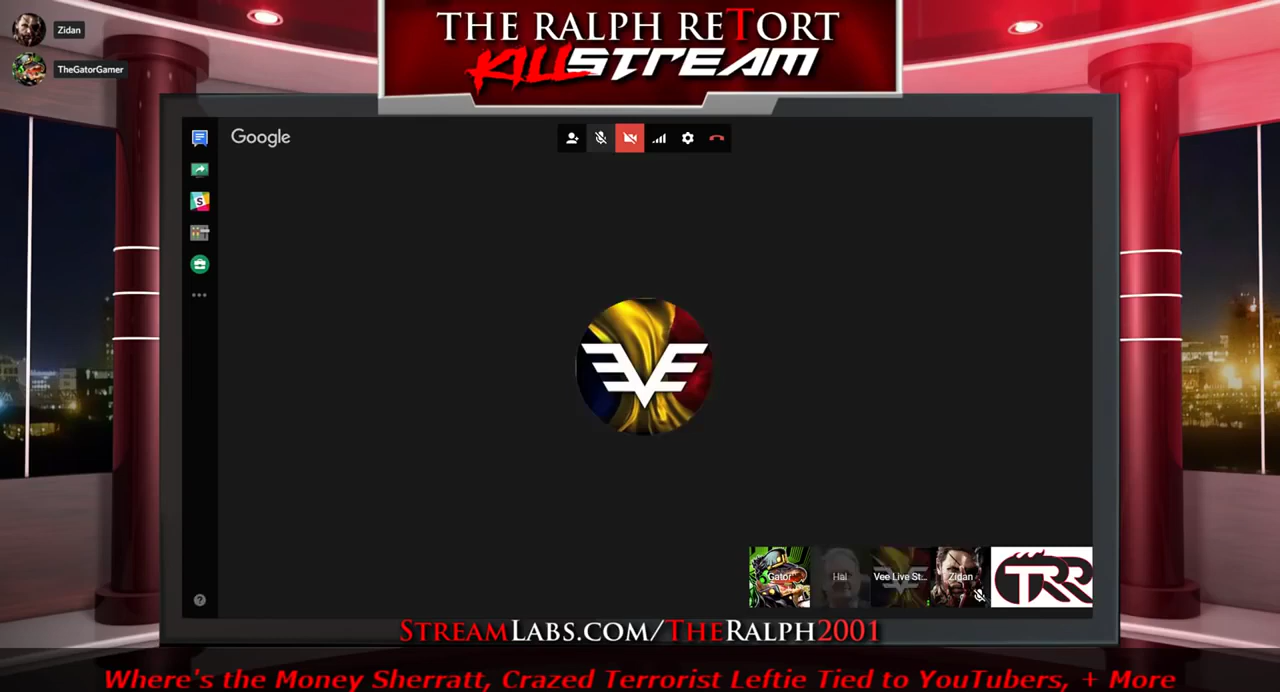 Zidan
TheGatorGamer
THE RALPH RETORT
KILLSTREAM
Google
S
Gator
Hal
Vee Live St...
Zidan
TRR
STREAMLABS.COM/THERALPH2001
Where's the Money Sherratt, Crazed Terrorist Leftie Tied to YouTubers, + More